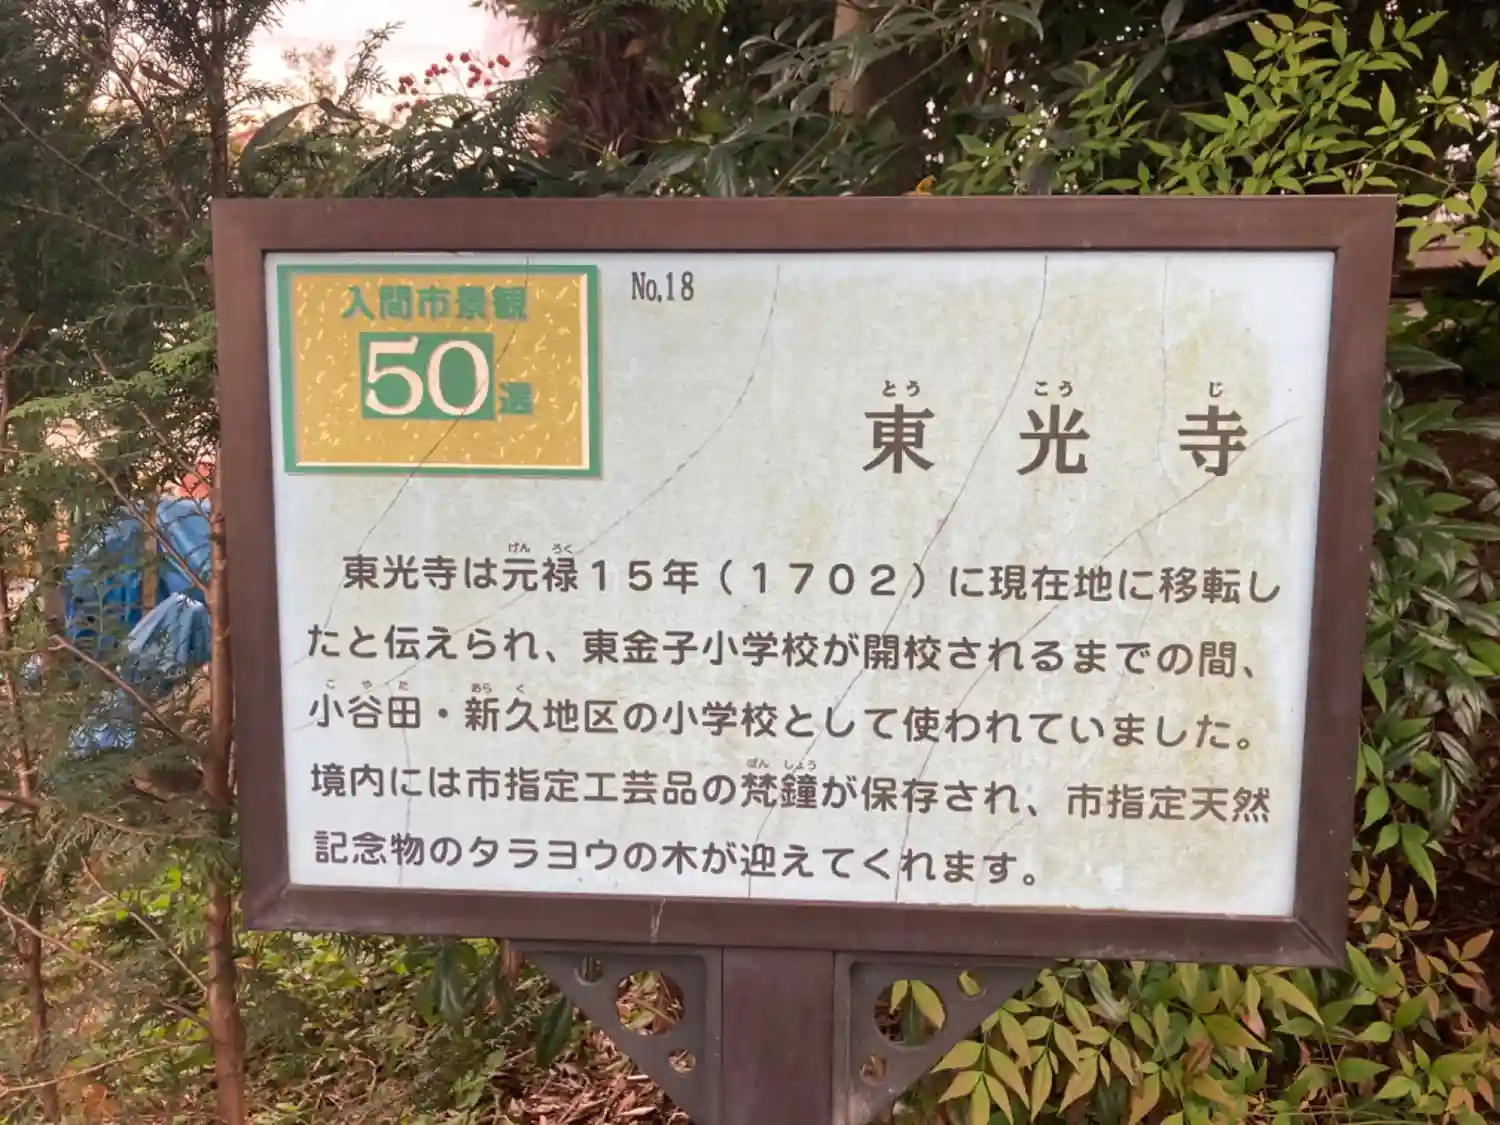 入間市景観
50選
No.18
とう こう じ
東光寺
げん ろく
東光寺は元禄15年（1702）に現在地に移転し
たと伝えられ、東金子小学校が開校されるまでの間、
こ や た あら く
小谷田・新久地区の小学校として使われていました。
ぼん しょう
境内には市指定工芸品の梵鐘が保存され、市指定天然
記念物のタラヨウの木が迎えてくれます。